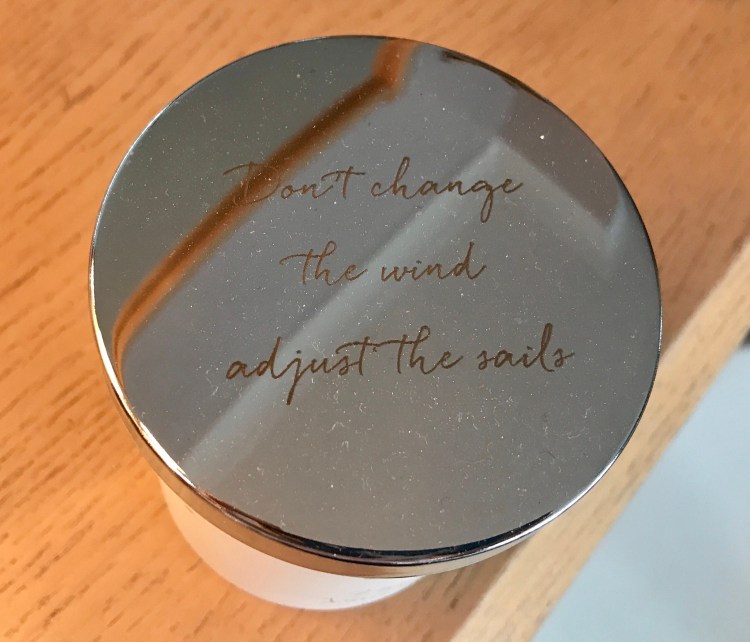 Don't change
the wind
adjust the sails